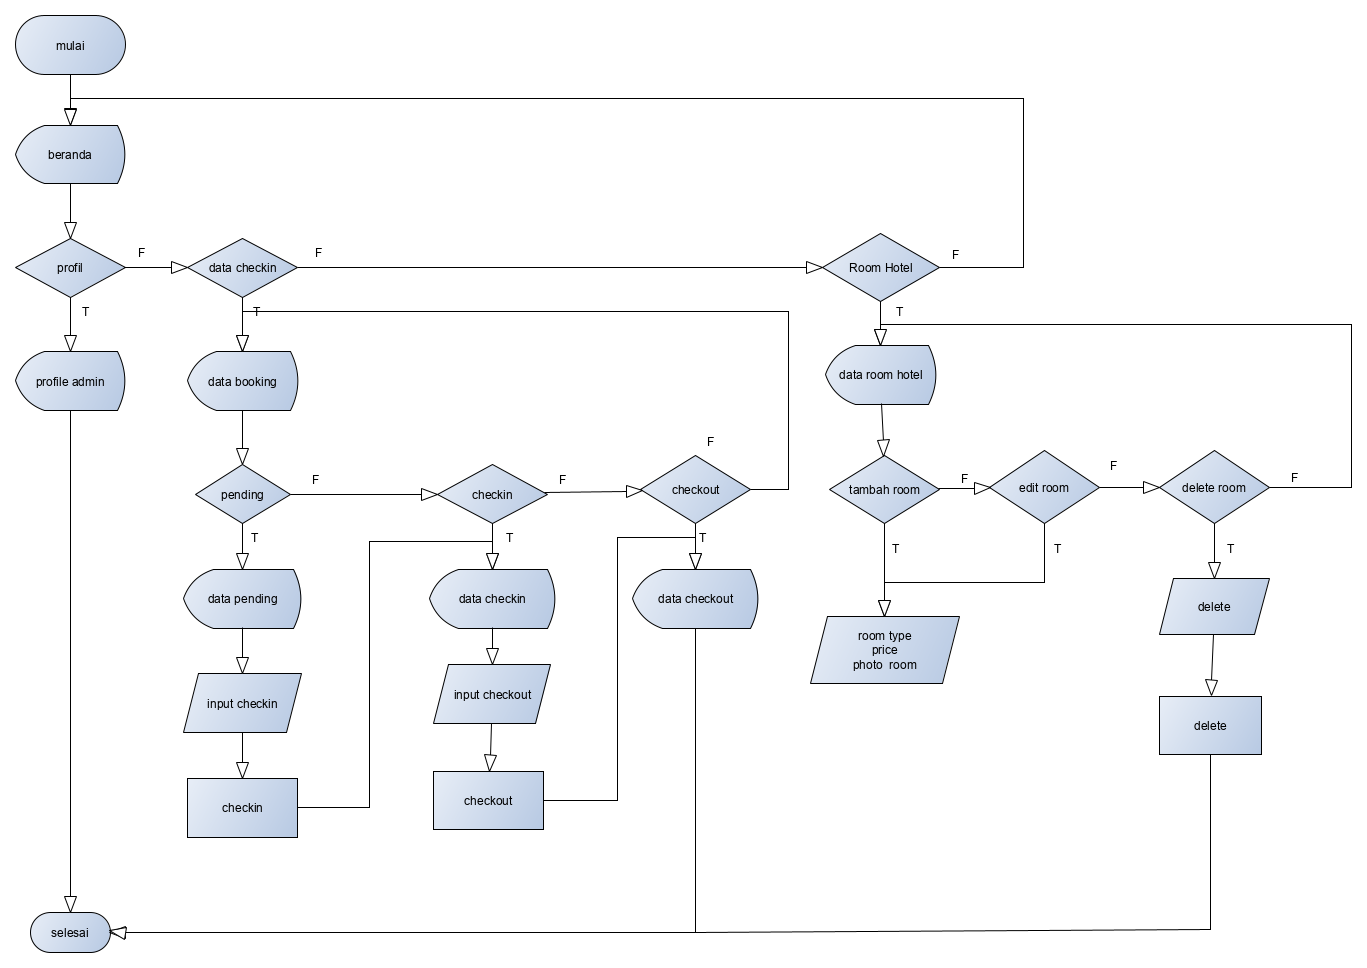 mulai
beranda
profil
F
data checkin
F
Room Hotel
F
T
T
T
profile admin
data booking
data room hotel
pending
F
checkin
F
checkout
F
tambah room
F
edit room
F
delete room
F
T
T
T
T
T
T
data pending
data checkin
data checkout
room type
price
photo room
delete
input checkin
input checkout
delete
checkin
checkout
selesai